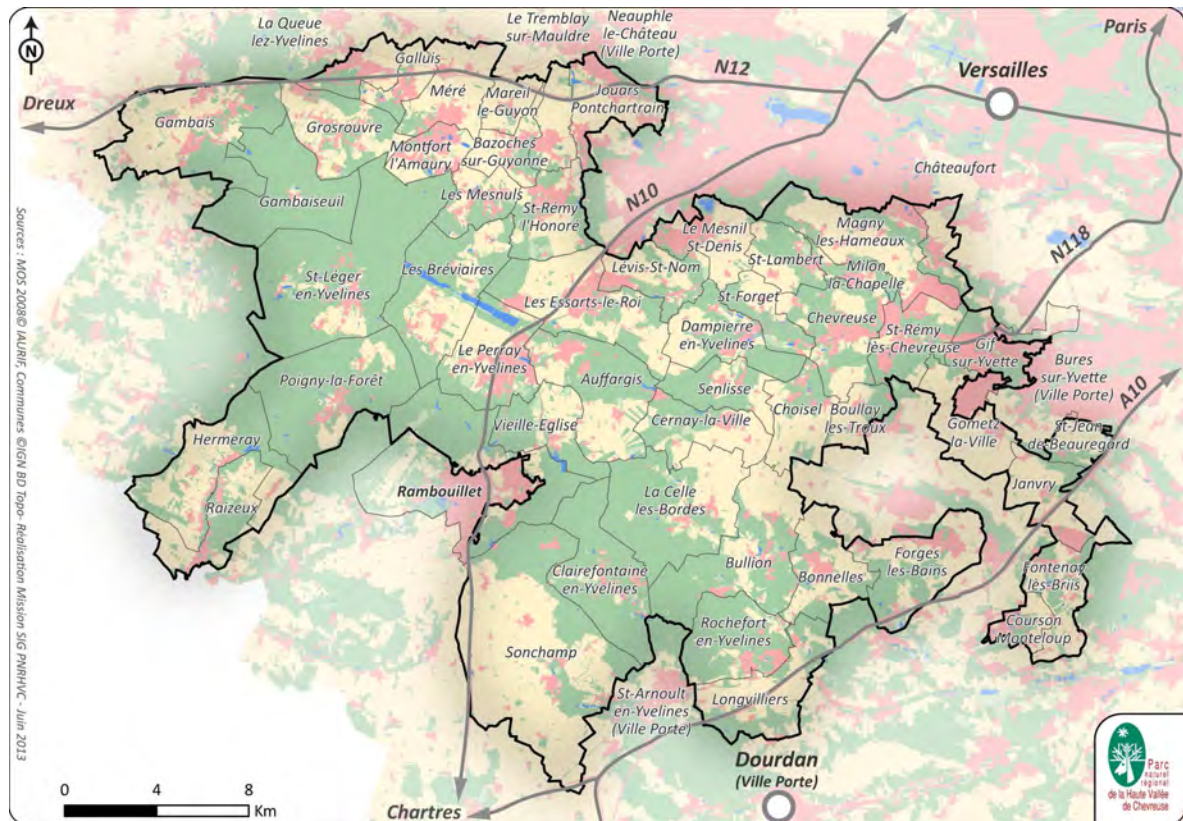 N
La Queue
lez-Yvelines
Le Tremblay
sur-Mauldre
Neauphle
le-Château
(Ville Porte)
Paris
Galluis
N12
Versailles
Méré
Mareil
le-Guyon
Jouars
Pontchartrain
Dreux
Gambais
Grosrouvre
Montfort
l'Amaury
Bazoches
sur-Guyonne
Châteaufort
Gambaiseuil
Les Mesnuls
St-Rémy
l'Honoré
N10
Le Mesnil
St-Denis
Magny
les-Hameaux
N118
St-Lambert
Lévis-St-Nom
Milon
la-Chapelle
St-Léger
en-Yvelines
Les Bréviaires
Les Essarts-le-Roi
St-Forget
Chevreuse
Dampierre
en-Yvelines
St-Rémy
lès-Chevreuse
Gif
sur-Yvette
Bures
sur-Yvette
(Ville Porte)
A10
Le Perray
en-Yvelines
Poigny-la-Forêt
Auffargis
Senlisse
Choisel
Boullay
les-Troux
Gometz
la-Ville
St-Jean
de-Beauregard
Vieille-Eglise
Cernay-la-Ville
Hermeray
Raizeux
Rambouillet
Janvry
La Celle
les-Bordes
Clairefontaine
en-Yvelines
Bullion
Bonnelles
Forges
les-Bains
Fontenay
lès-Briis
Rochefort
en-Yvelines
Courson
Monteloup
Sonchamp
St-Arnoult
en-Yvelines
(Ville Porte)
Longvilliers
Dourdan
(Ville Porte)
Chartres
0 4 8
Km
Sources : MOS 2008© IAURIF, Communes ©IGN BD Topo- Réalisation Mission SIG PNRHVC - Juin 2013
Parc
naturel
régional
de la Haute Vallée
de Chevreuse